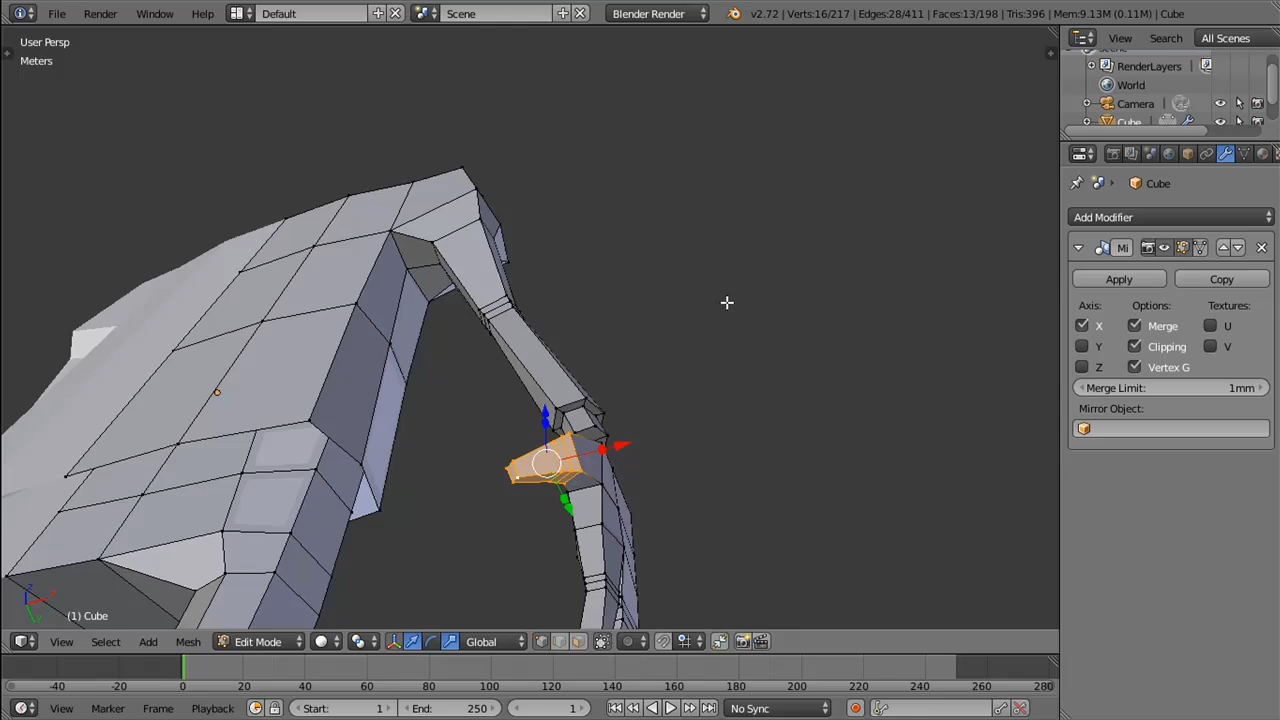 File Render Window Help Default Scene Blender Render v2.72 | Verts:16/217 | Edges:28/411 | Faces:13/198 | Tris:396 | Mem:9.13M (0.11M) | Cube
User Persp
Meters
View Search All Scenes
RenderLayers
World
Camera
Cube
Cube
Add Modifier
Mi
Apply Copy
Axis: Options: Textures:
X Merge U
Y Clipping V
Z Vertex G
Merge Limit: 1mm
Mirror Object:
(1) Cube
View Select Add Mesh Edit Mode Global
-40 -20 0 20 40 60 80 100 120 140 160 180 200 220 240 260 280
View Marker Frame Playback Start: 1 End: 250 1 No Sync